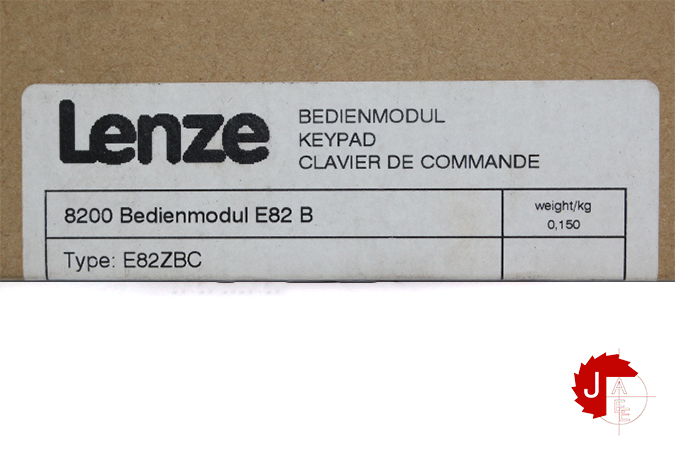 Lenze
BEDIENMODUL
KEYPAD
CLAVIER DE COMMANDE
8200 Bedienmodul E82 B
weight/kg
0,150
Type: E82ZBC
J